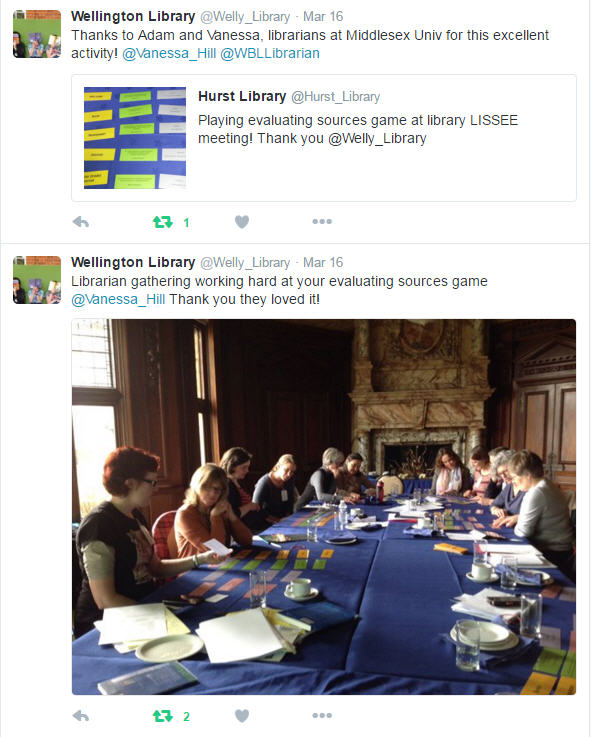 Wellington Library @Welly_Library · Mar 16
Thanks to Adam and Vanessa, librarians at Middlesex Univ for this excellent
activity! @Vanessa_Hill @WBLLibrarian
Hurst Library @Hurst_Library
Playing evaluating sources game at library LISSEE
meeting! Thank you @Welly_Library
1
Wellington Library @Welly_Library · Mar 16
Librarian gathering working hard at your evaluating sources game
@Vanessa_Hill Thank you they loved it!
2